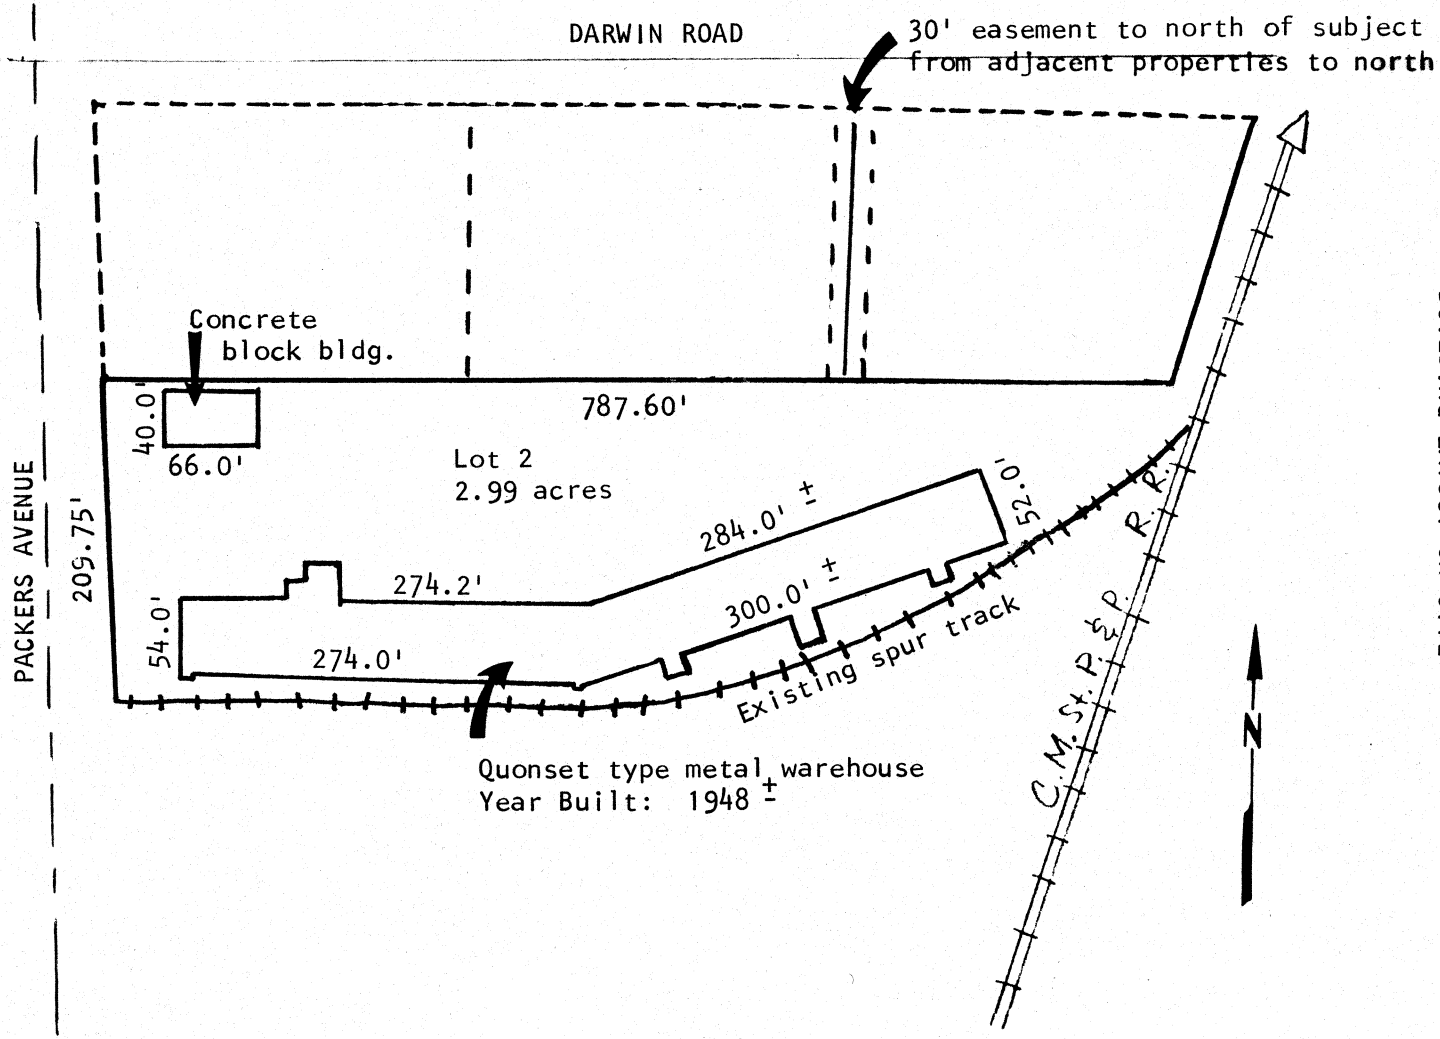 DARWIN ROAD
30' easement to north of subject
from adjacent properties to north
Concrete
block bldg.
40.0'
66.0'
787.60'
Lot 2
2.99 acres
PACKERS AVENUE
209.75'
284.0' ±
52.0'
274.2'
300.0' ±
54.0'
274.0'
Existing spur track
C. M. St. P. & P. R. R.
N
Quonset type metal warehouse
Year Built: 1948 ±